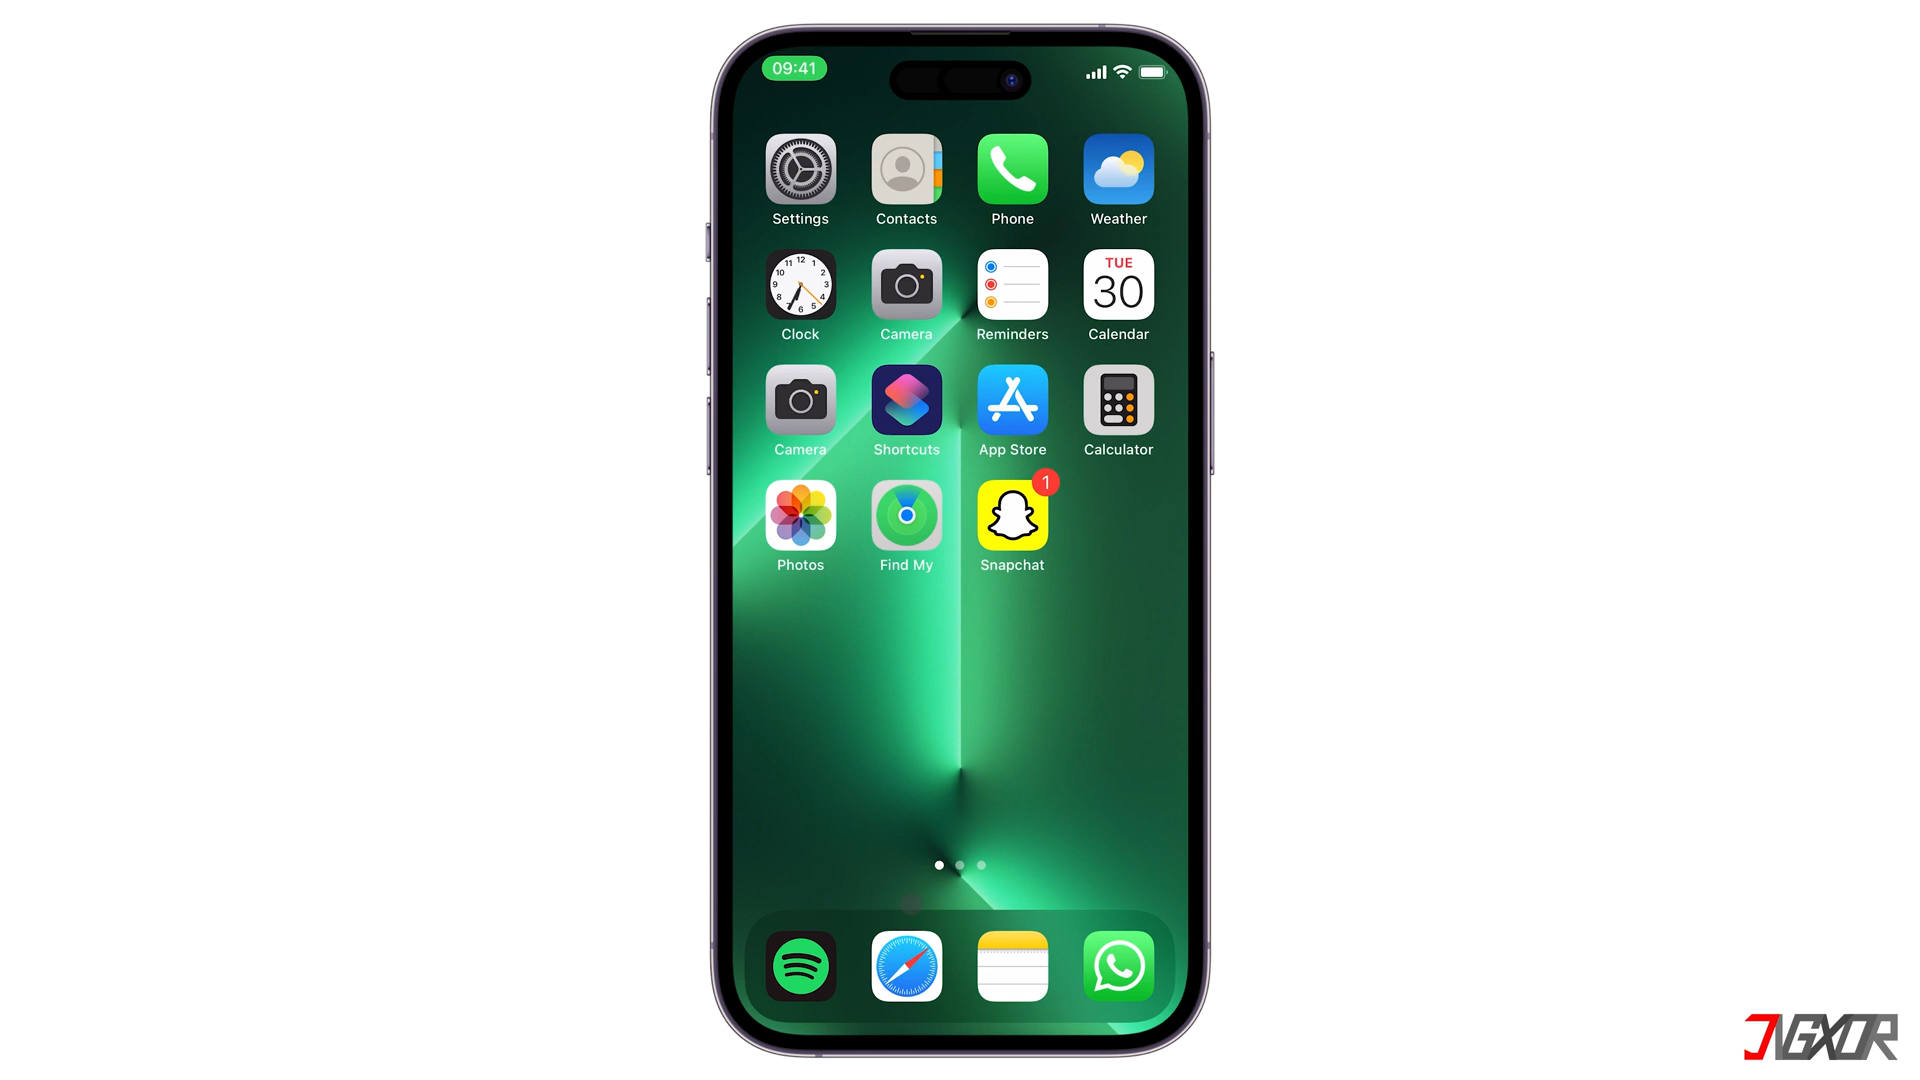 09:41
Settings
Contacts
Phone
Weather
TUE
30
Clock
Camera
Reminders
Calendar
Camera
Shortcuts
App Store
Calculator
1
Photos
Find My
Snapchat
JVGXOR